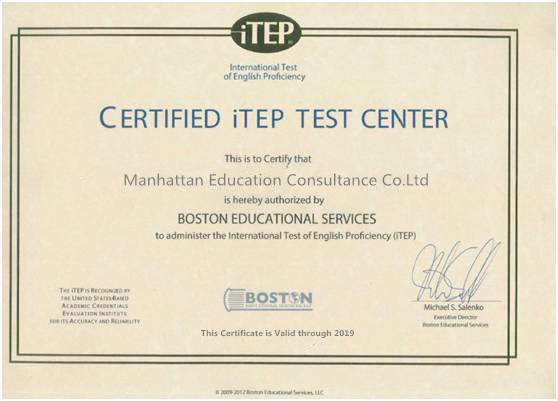 iTEP
International Test
of English Proficiency
CERTIFIED iTEP TEST CENTER
This is to Certify that
Manhattan Education Consultance Co.Ltd
is hereby authorized by
BOSTON EDUCATIONAL SERVICES
to administer the International Test of English Proficiency (iTEP)
THE ITEP IS RECOGNIZED BY
THE UNITED STATES-BASED
ACADEMIC CREDENTIALS
EVALUATION INSTITUTE
FOR ITS ACCURACY AND RELIABILITY
BOSTON
EDUCATIONAL SERVICES, LLC
Michael S. Salenko
Executive Director
Boston Educational Services
This Certificate is Valid through 2019
© 2009-2012 Boston Educational Services, LLC